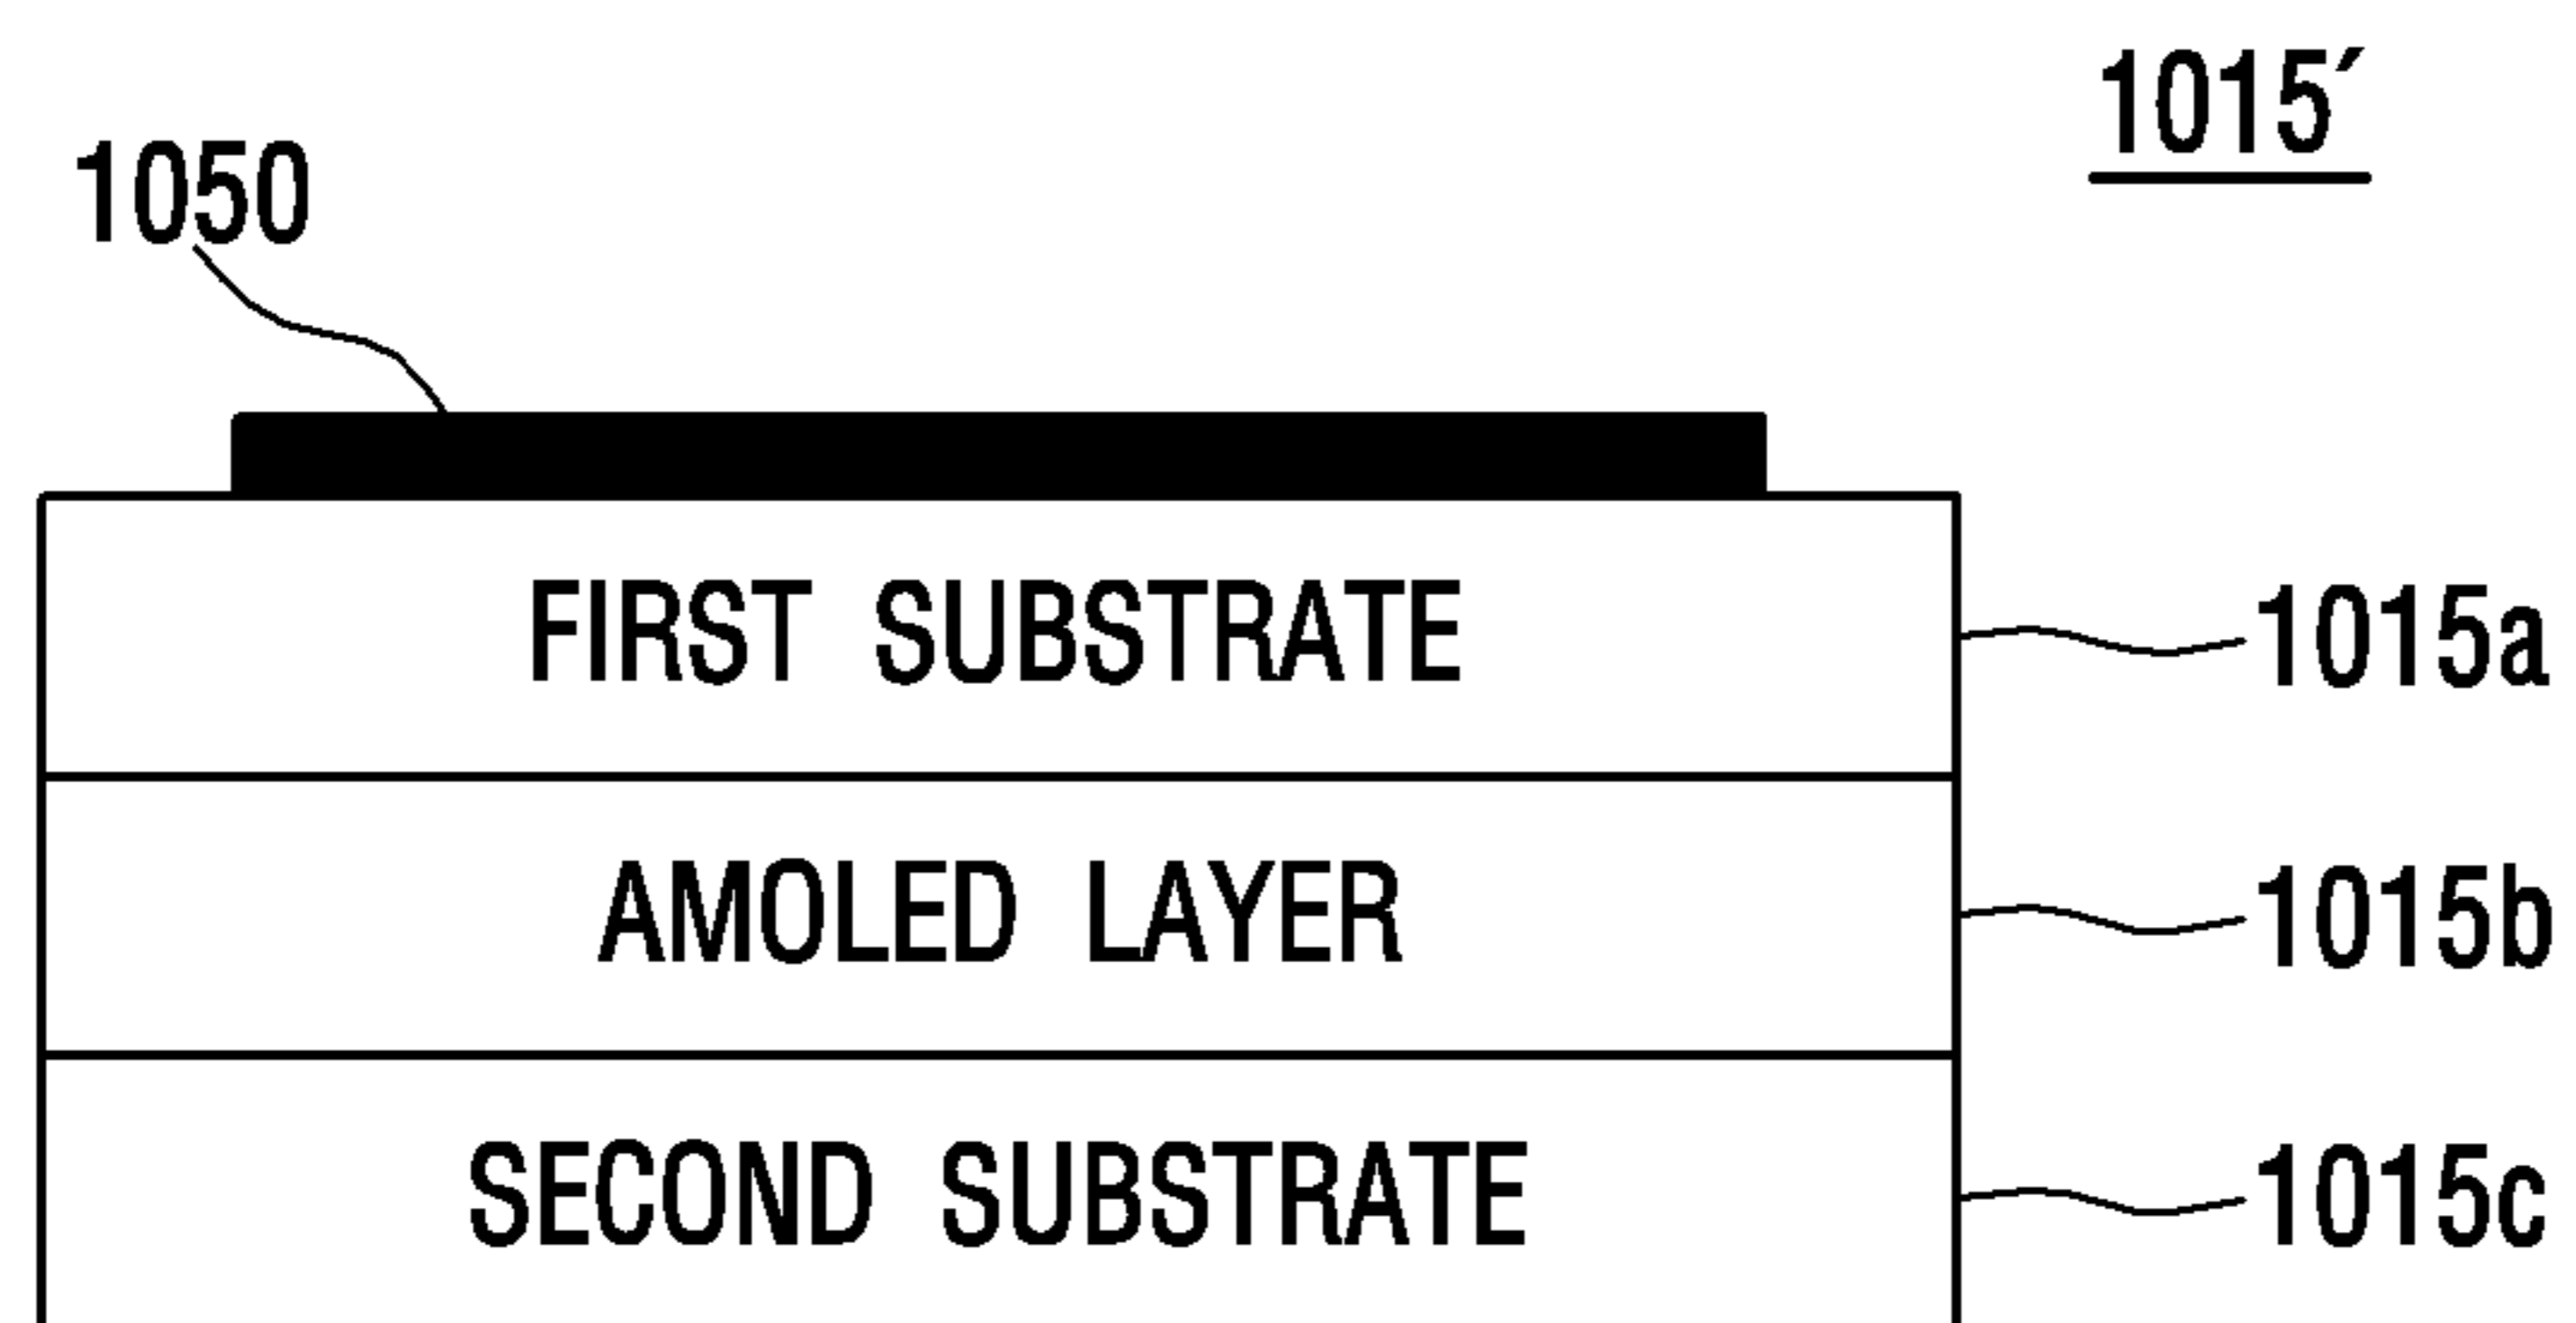 1015′
1050
FIRST SUBSTRATE 1015a
AMOLED LAYER 1015b
SECOND SUBSTRATE 1015c